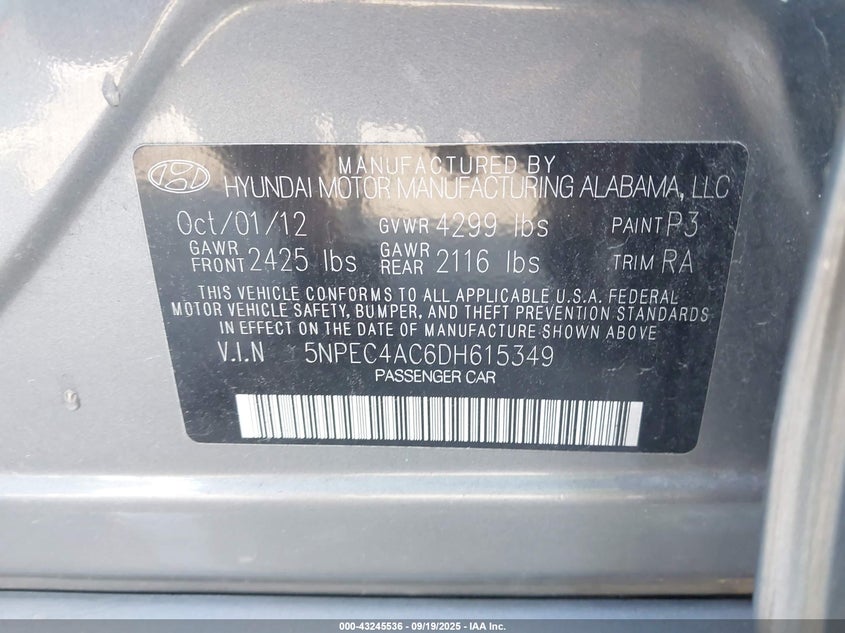 MANUFACTURED BY
HYUNDAI MOTOR MANUFACTURING ALABAMA, LLC
Oct/01/12 GVWR 4299 lbs PAINT P3
GAWR FRONT 2425 lbs GAWR REAR 2116 lbs TRIM RA
THIS VEHICLE CONFORMS TO ALL APPLICABLE U.S.A. FEDERAL
MOTOR VEHICLE SAFETY, BUMPER, AND THEFT PREVENTION STANDARDS
IN EFFECT ON THE DATE OF MANUFACTURE SHOWN ABOVE
V.I.N 5NPEC4AC6DH615349
PASSENGER CAR
000-43245536 - 09/19/2025 - IAA Inc.